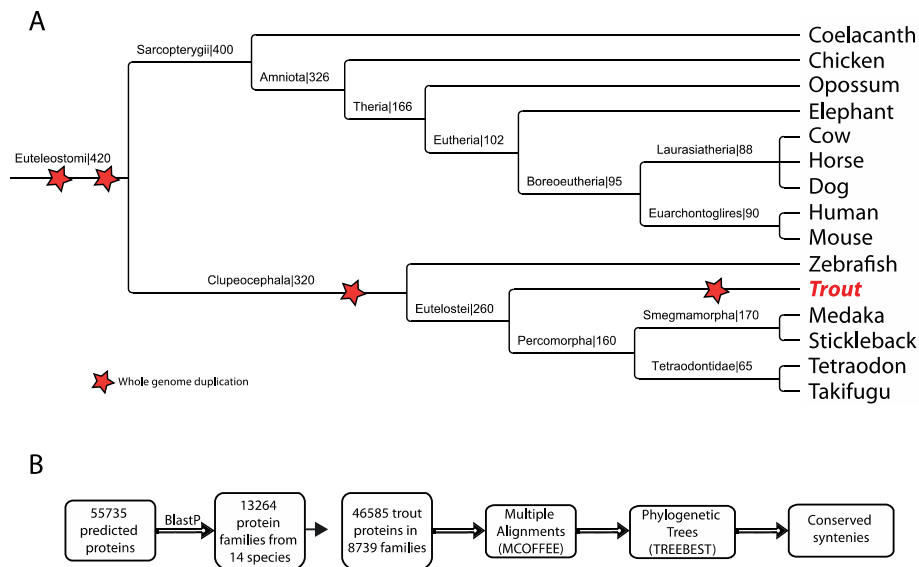 A
Sarcopterygii|400
Coelacanth
Amniota|326
Chicken
Theria|166
Opossum
Eutheria|102
Elephant
Euteleostomi|420
Boreoeutheria|95
Laurasiatheria|88
Cow
Horse
Dog
Euarchontoglires|90
Human
Mouse
Clupeocephala|320
Zebrafish
Eutelostei|260
Trout
Percomorpha|160
Smegmamorpha|170
Medaka
Stickleback
Tetraodontidae|65
Tetraodon
Takifugu
Whole genome duplication
B
55735
predicted
proteins
BlastP
13264
protein
families from
14 species
46585 trout
proteins in
8739 families
Multiple
Alignments
(MCOFFEE)
Phylogenetic
Trees
(TREEBEST)
Conserved
syntenies